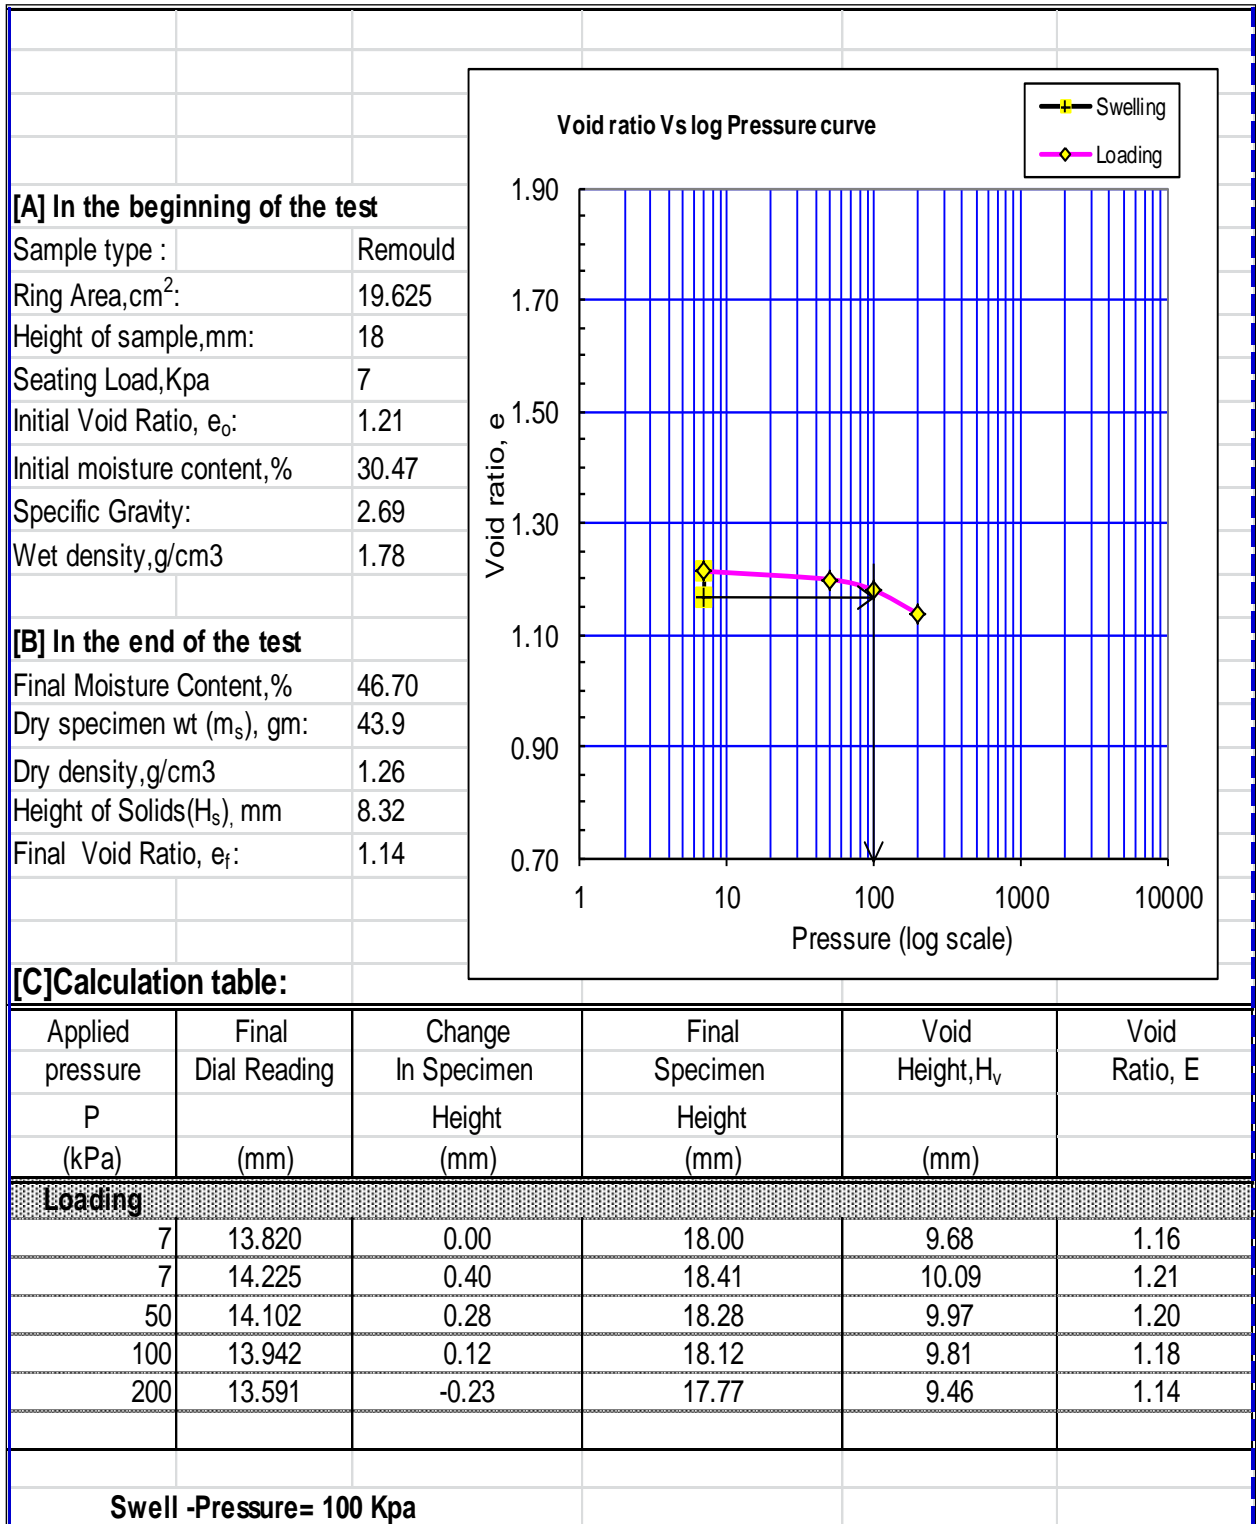 Void ratio Vs log Pressure curve
Swelling
Loading
[A] In the beginning of the test
Sample type : Remould
Ring Area,cm2: 19.625
Height of sample,mm: 18
Seating Load,Kpa 7
Initial Void Ratio, eo: 1.21
Initial moisture content,% 30.47
Specific Gravity: 2.69
Wet density,g/cm3 1.78
[B] In the end of the test
Final Moisture Content,% 46.70
Dry specimen wt (ms), gm: 43.9
Dry density,g/cm3 1.26
Height of Solids(Hs), mm 8.32
Final Void Ratio, ef: 1.14
Void ratio, e
1.90
1.70
1.50
1.30
1.10
0.90
0.70
1 10 100 1000 10000
Pressure (log scale)
[C]Calculation table:
Applied Final Change Final Void Void
pressure Dial Reading In Specimen Specimen Height,Hv Ratio, E
P Height Height
(kPa) (mm) (mm) (mm) (mm)
Loading
7 13.820 0.00 18.00 9.68 1.16
7 14.225 0.40 18.41 10.09 1.21
50 14.102 0.28 18.28 9.97 1.20
100 13.942 0.12 18.12 9.81 1.18
200 13.591 -0.23 17.77 9.46 1.14
Swell -Pressure= 100 Kpa